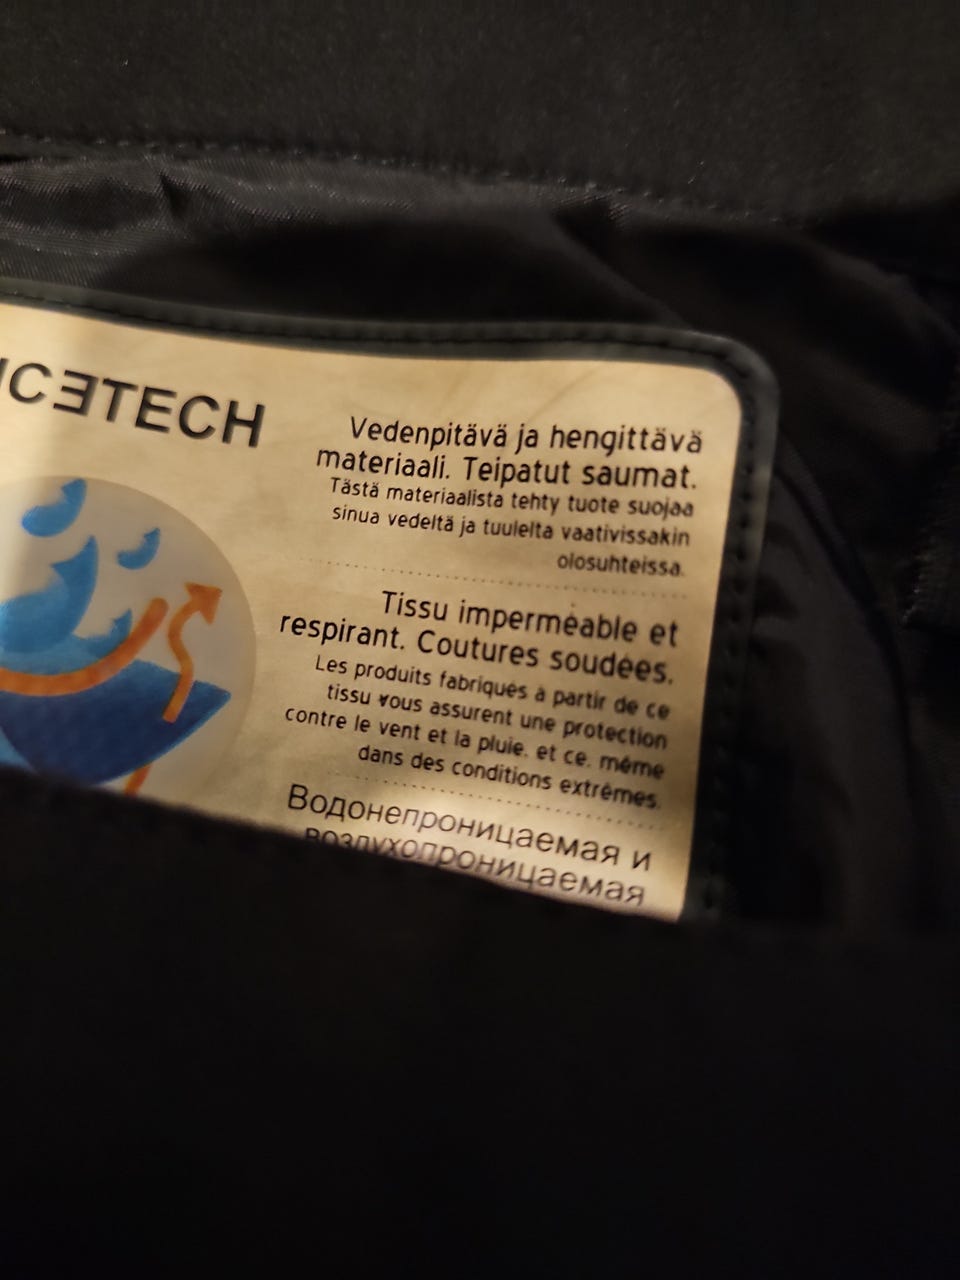 CETECH
Vedenpitävä ja hengittävä
materiaali. Teipatut saumat.
Tästä materiaalista tehty tuote suojaa
sinua vedeltä ja tuulelta vaativissakin
olosuhteissa.
Tissu imperméable et
respirant. Coutures soudées.
Les produits fabriqués à partir de ce
tissu vous assurent une protection
contre le vent et la pluie. et ce. même
dans des conditions extrêmes.
Водонепроницаемая и
воздухопроницаемая